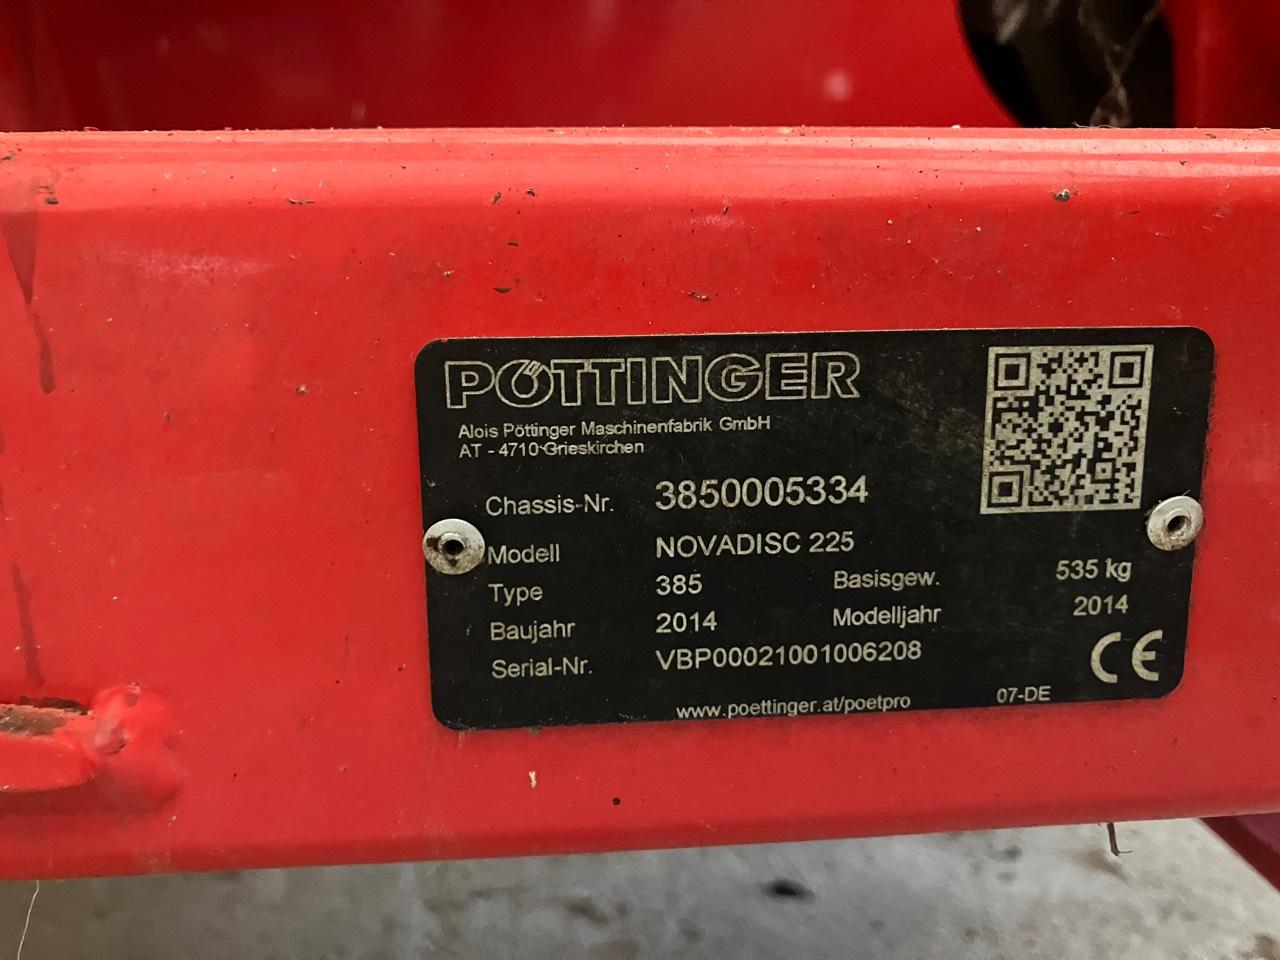 PÖTTINGER
Alois Pöttinger Maschinenfabrik GmbH
AT - 4710 Grieskirchen
Chassis-Nr. 3850005334
Modell NOVADISC 225
Type 385 Basisgew. 535 kg
Baujahr 2014 Modelljahr 2014
Serial-Nr. VBP00021001006208
CE
www.poettinger.at/poetpro 07-DE